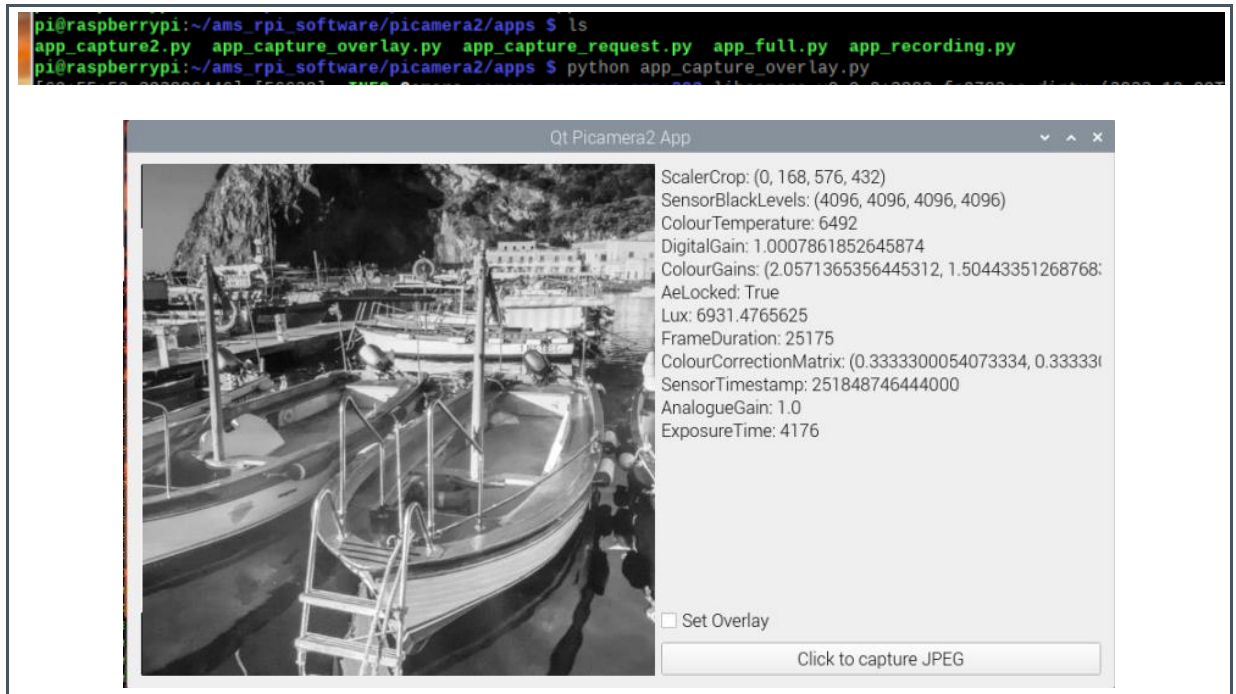 pi@raspberrypi:~/ams_rpi_software/picamera2/apps $ ls
app_capture2.py app_capture_overlay.py app_capture_request.py app_full.py app_recording.py
pi@raspberrypi:~/ams_rpi_software/picamera2/apps $ python app_capture_overlay.py
Qt Picamera2 App
ScalerCrop: (0, 168, 576, 432)
SensorBlackLevels: (4096, 4096, 4096, 4096)
ColourTemperature: 6492
DigitalGain: 1.0007861852645874
ColourGains: (2.0571365356445312, 1.50443351268768
AeLocked: True
Lux: 6931.4765625
FrameDuration: 25175
ColourCorrectionMatrix: (0.3333300054073334, 0.33333
SensorTimestamp: 251848746444000
AnalogueGain: 1.0
ExposureTime: 4176
Set Overlay
Click to capture JPEG